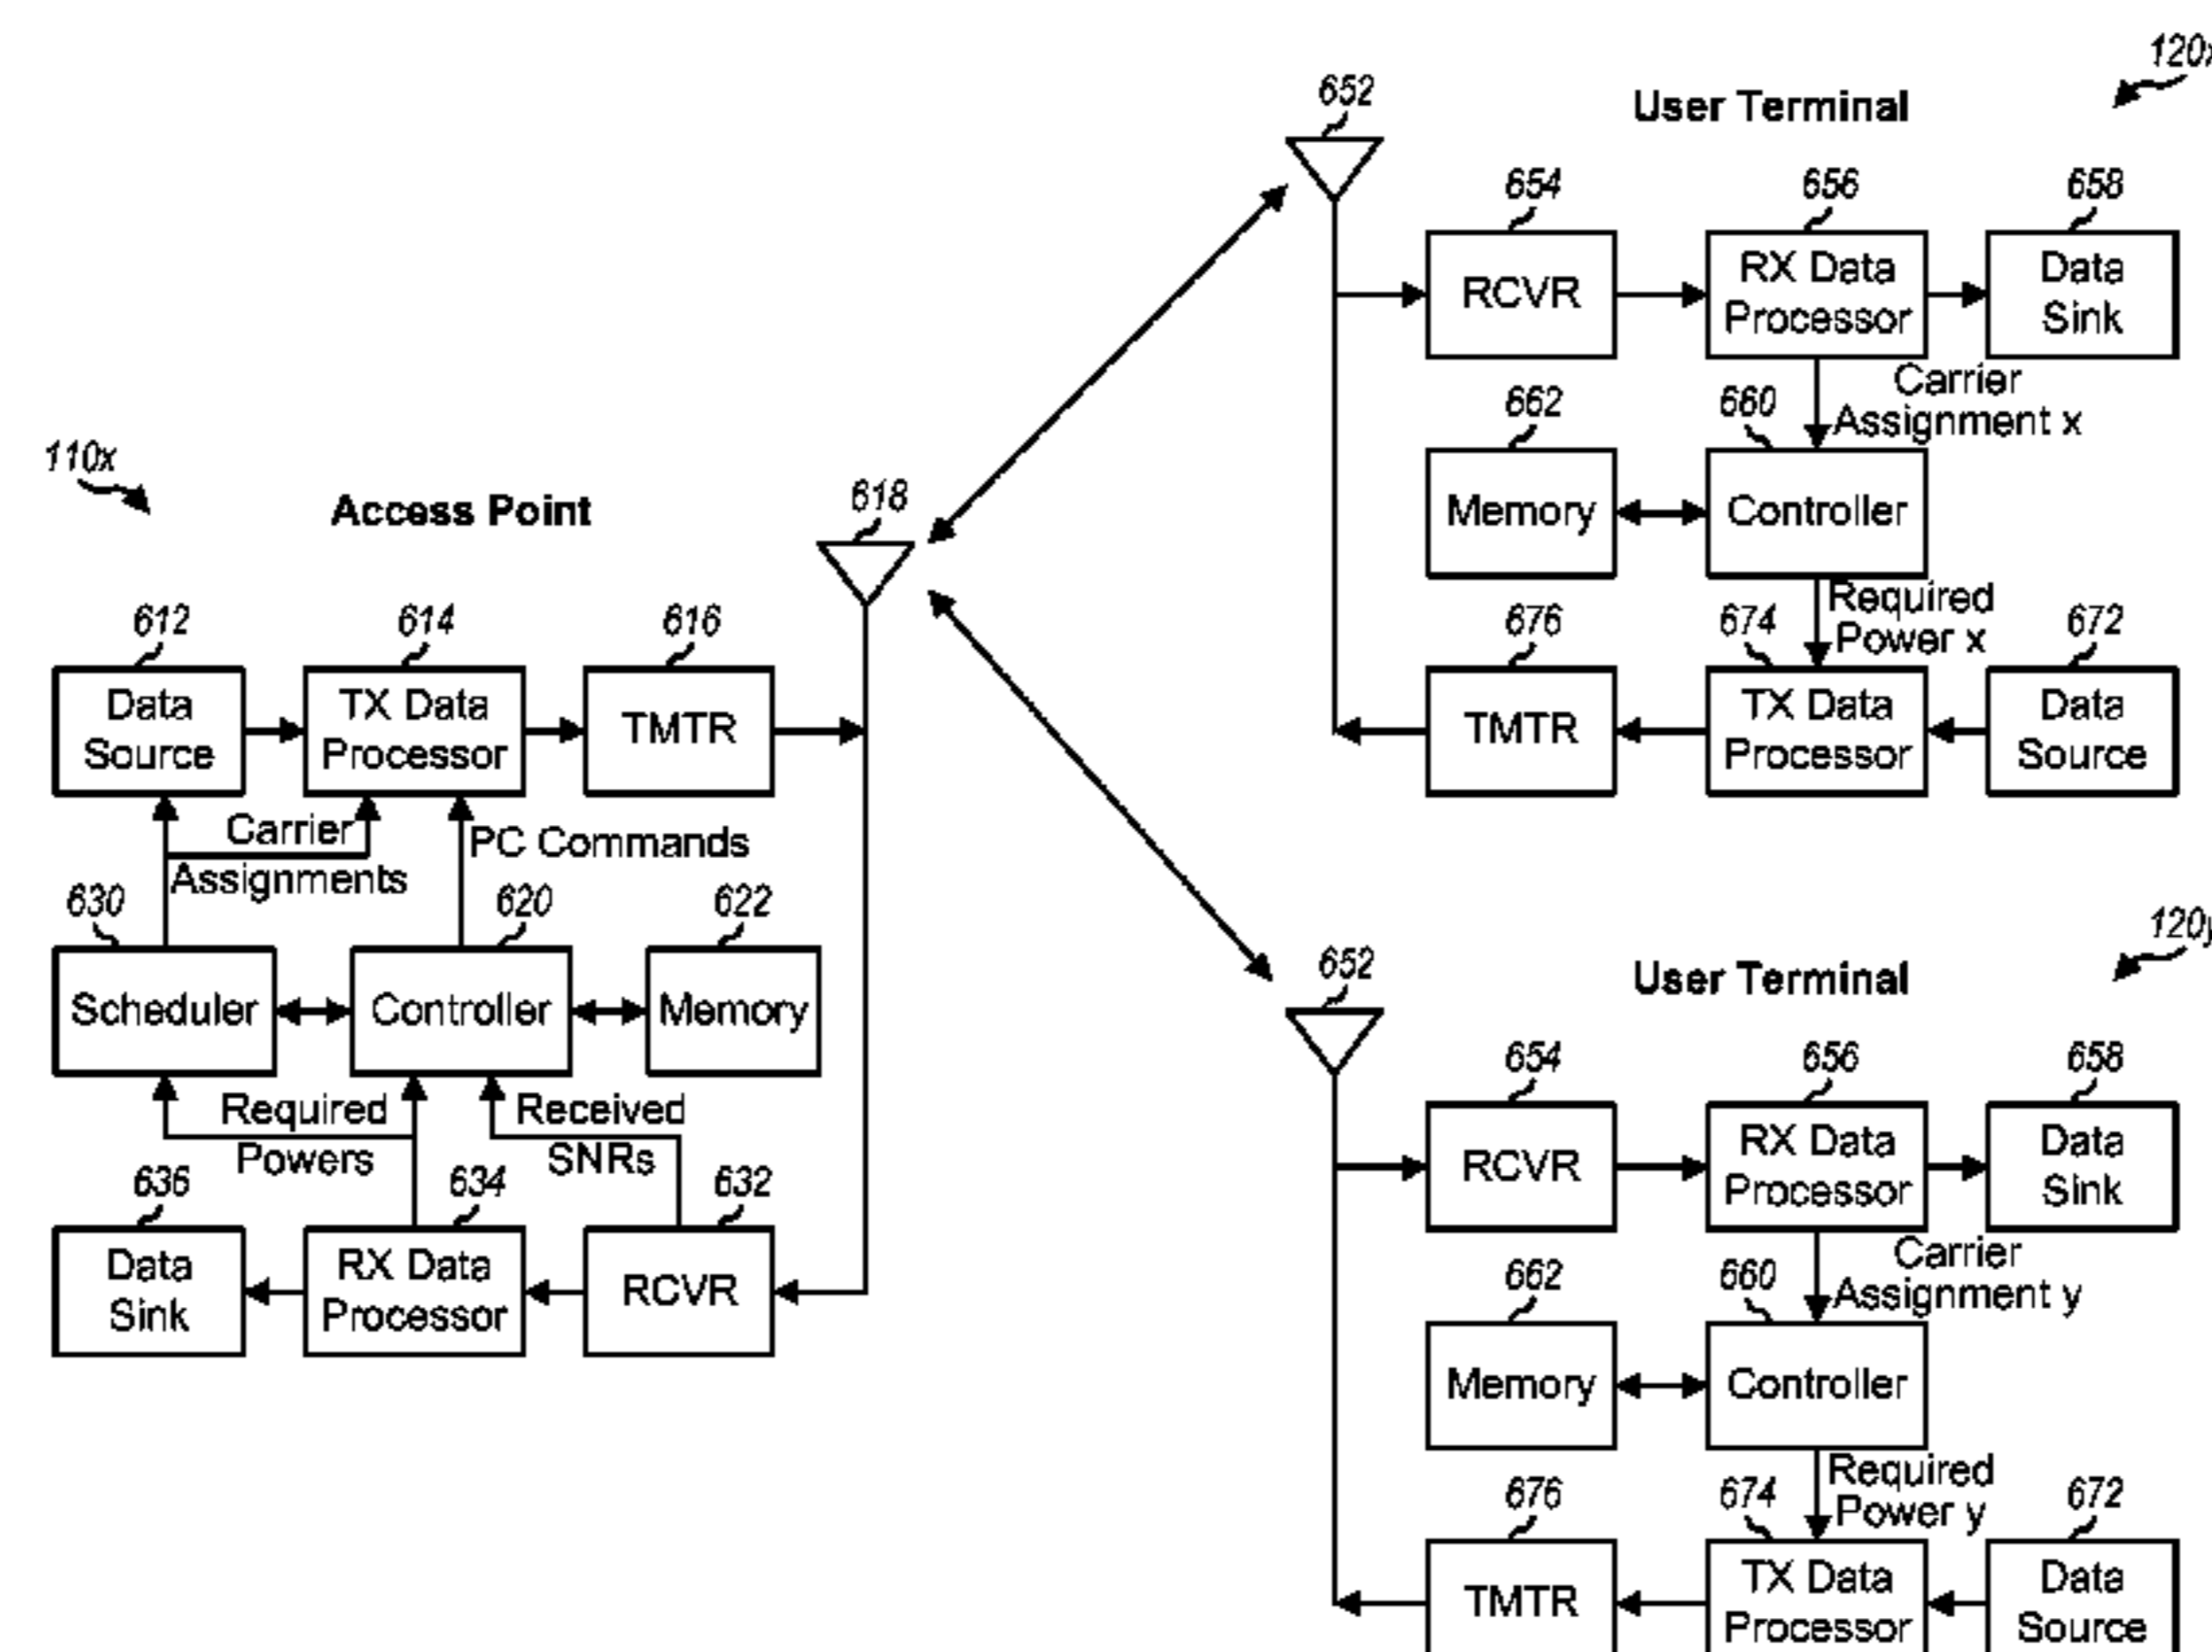 120x
652
User Terminal
654
656
658
RCVR
RX Data
Processor
Data
Sink
Carrier
Assignment x
662
660
Memory
Controller
Required
Power x
676
674
672
TMTR
TX Data
Processor
Data
Source
110x
Access Point
618
612
614
616
Data
Source
TX Data
Processor
TMTR
Carrier
Assignments
PC Commands
630
620
622
Scheduler
Controller
Memory
Required
Powers
Received
SNRs
636
634
632
Data
Sink
RX Data
Processor
RCVR
120y
652
User Terminal
654
656
658
RCVR
RX Data
Processor
Data
Sink
Carrier
Assignment y
662
660
Memory
Controller
Required
Power y
676
674
672
TMTR
TX Data
Processor
Data
Source